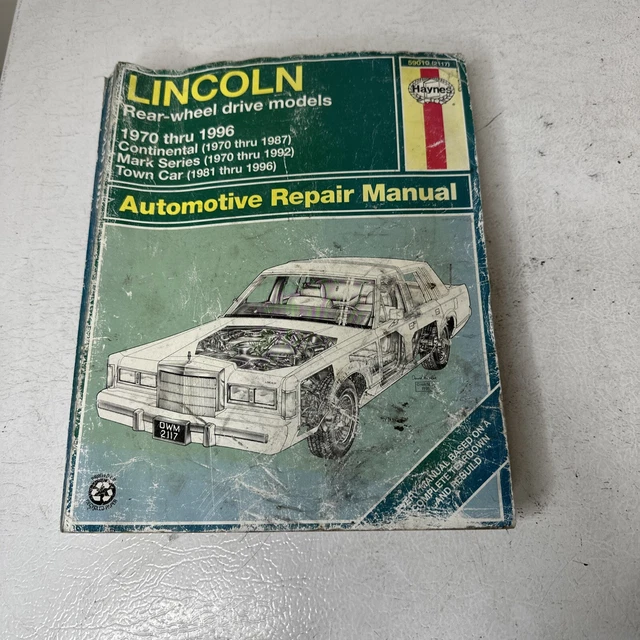 LINCOLN
Rear-wheel drive models
1970 thru 1996
Continental (1970 thru 1987)
Mark Series (1970 thru 1992)
Town Car (1981 thru 1996)
59010 (2117)
Haynes
Automotive Repair Manual
DWM
2117
MANUAL BASED ON A
COMPLETE TEARDOWN
AND REBUILD